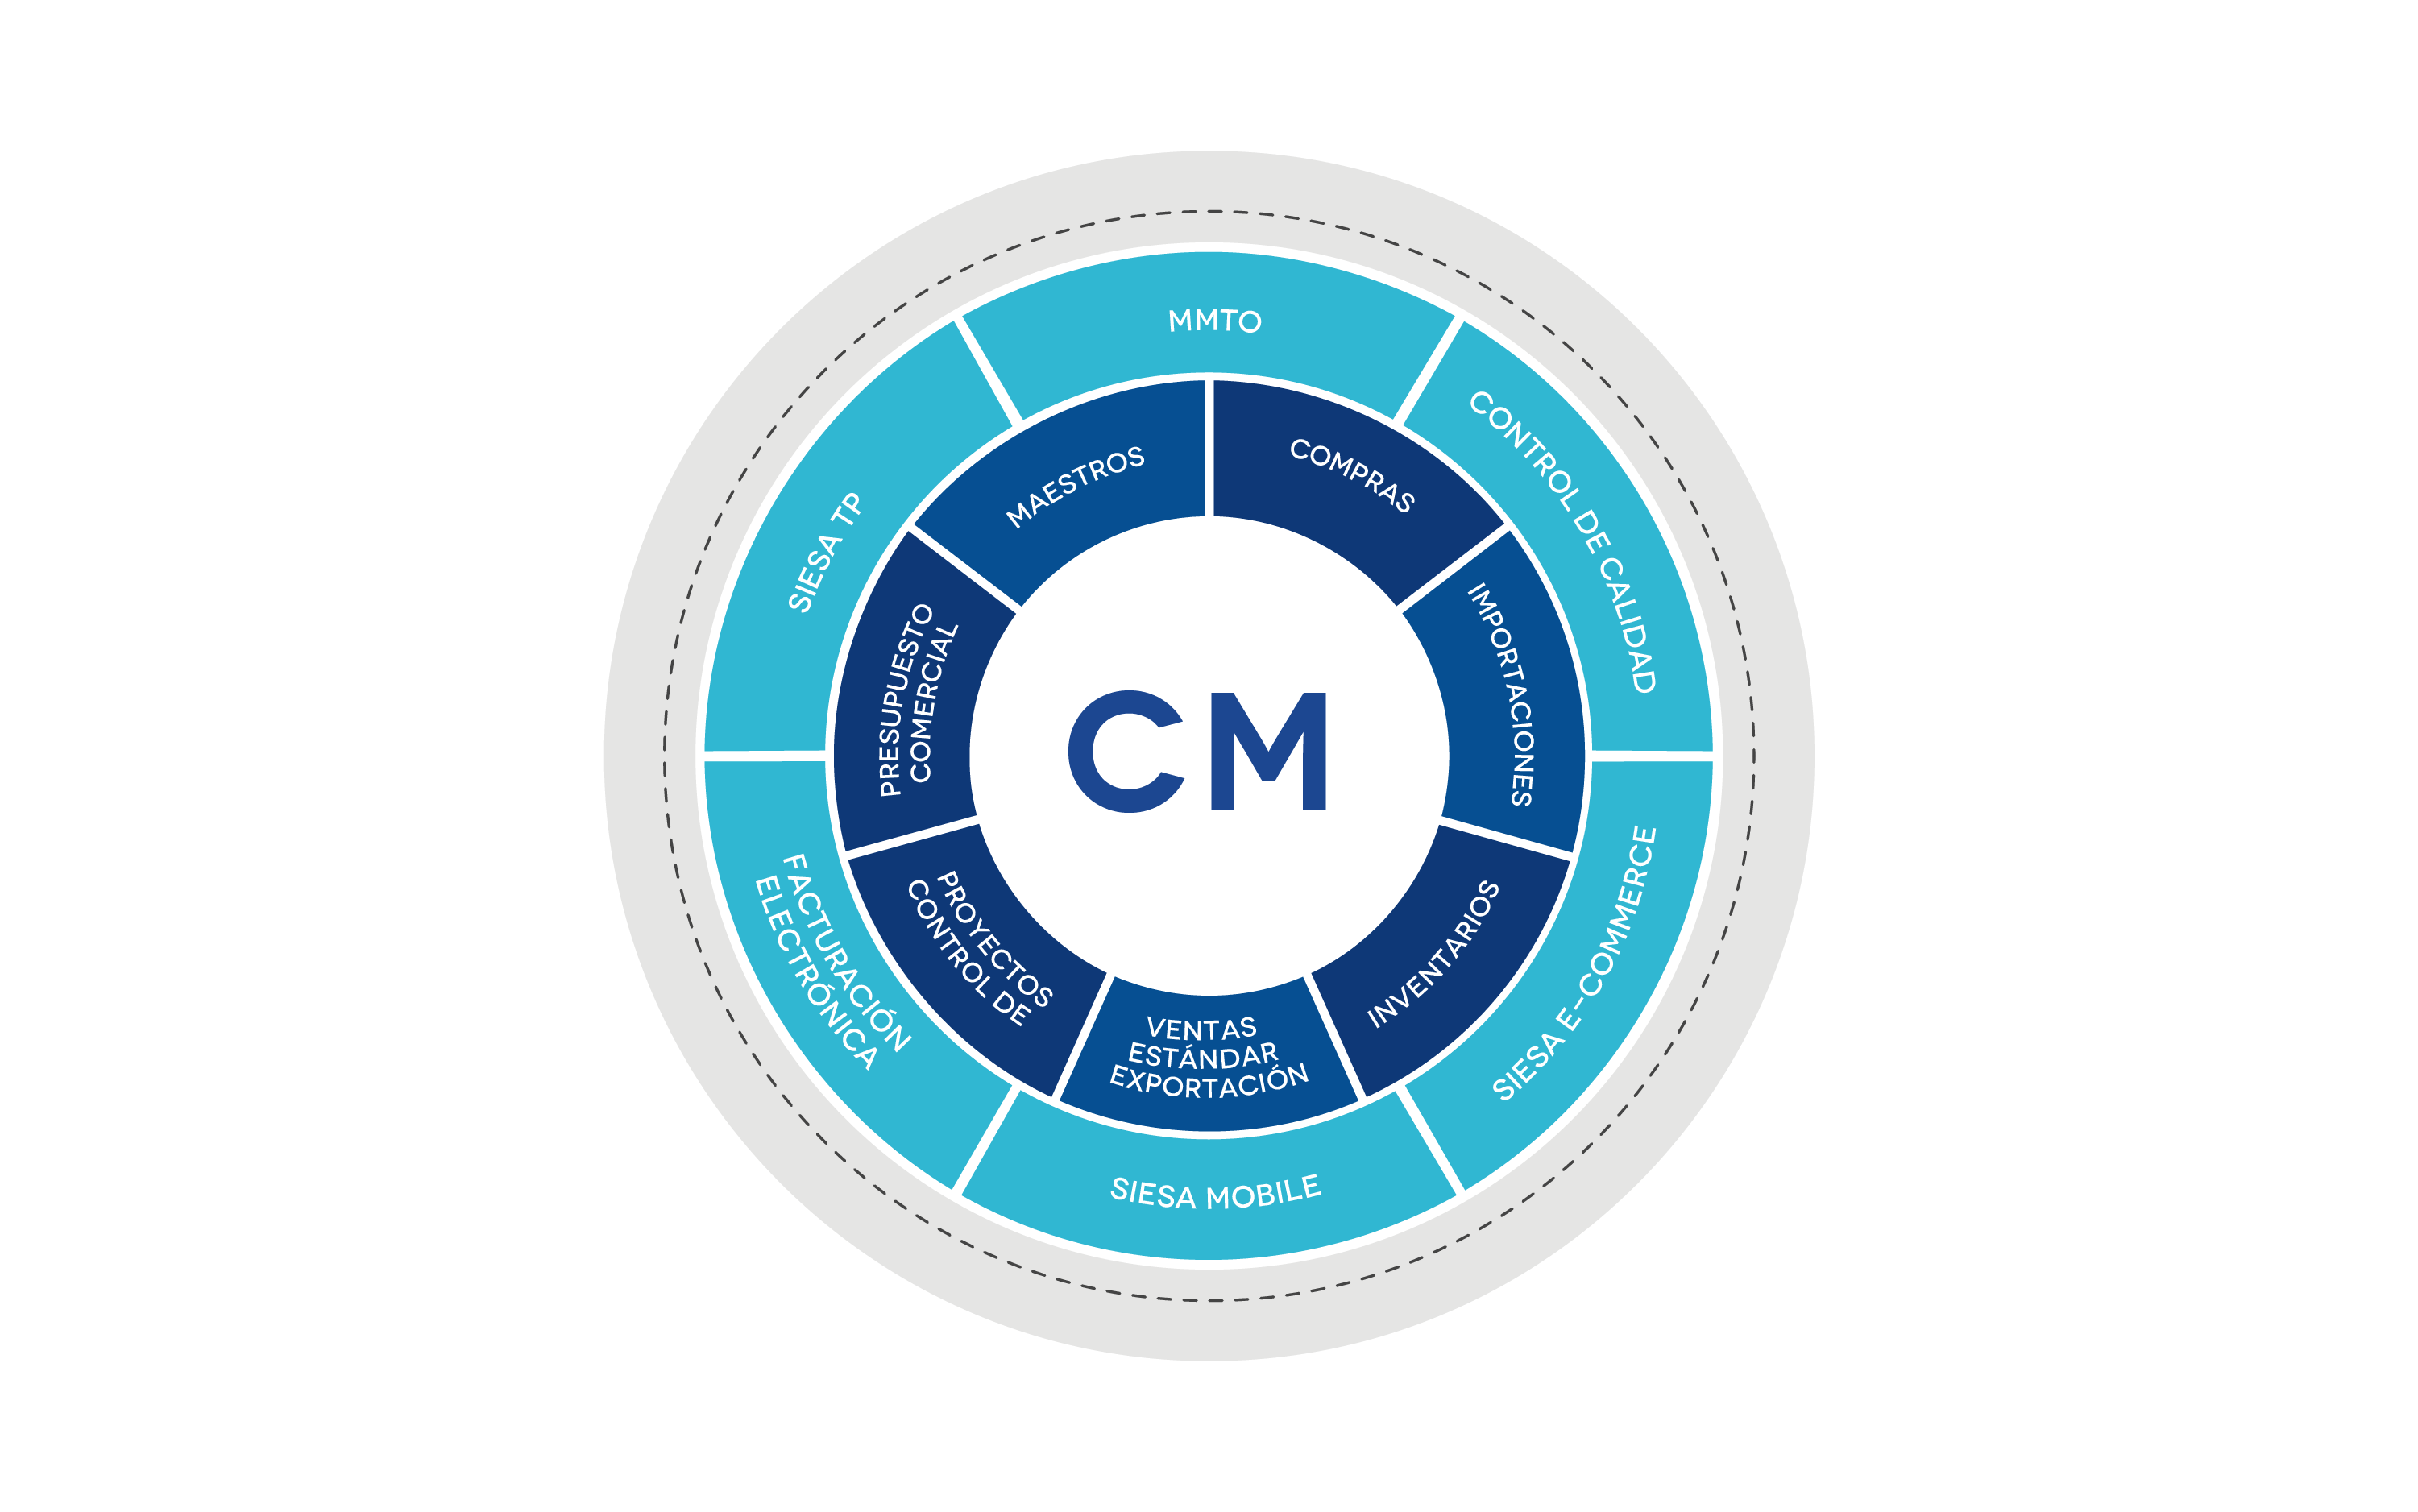 MMTO
CONTROL DE CALIDAD
SIESA E-COMMERCE
SIESA MOBILE
FACTURACIÓN
ELECTRÓNICA
SIESA TP
MAESTROS
COMPRAS
IMPORTACIONES
INVENTARIOS
VENTAS
ESTÁNDAR
EXPORTACIÓN
PROYECTOS
CONTROL DE
PRESUPUESTO
COMERCIAL
CM